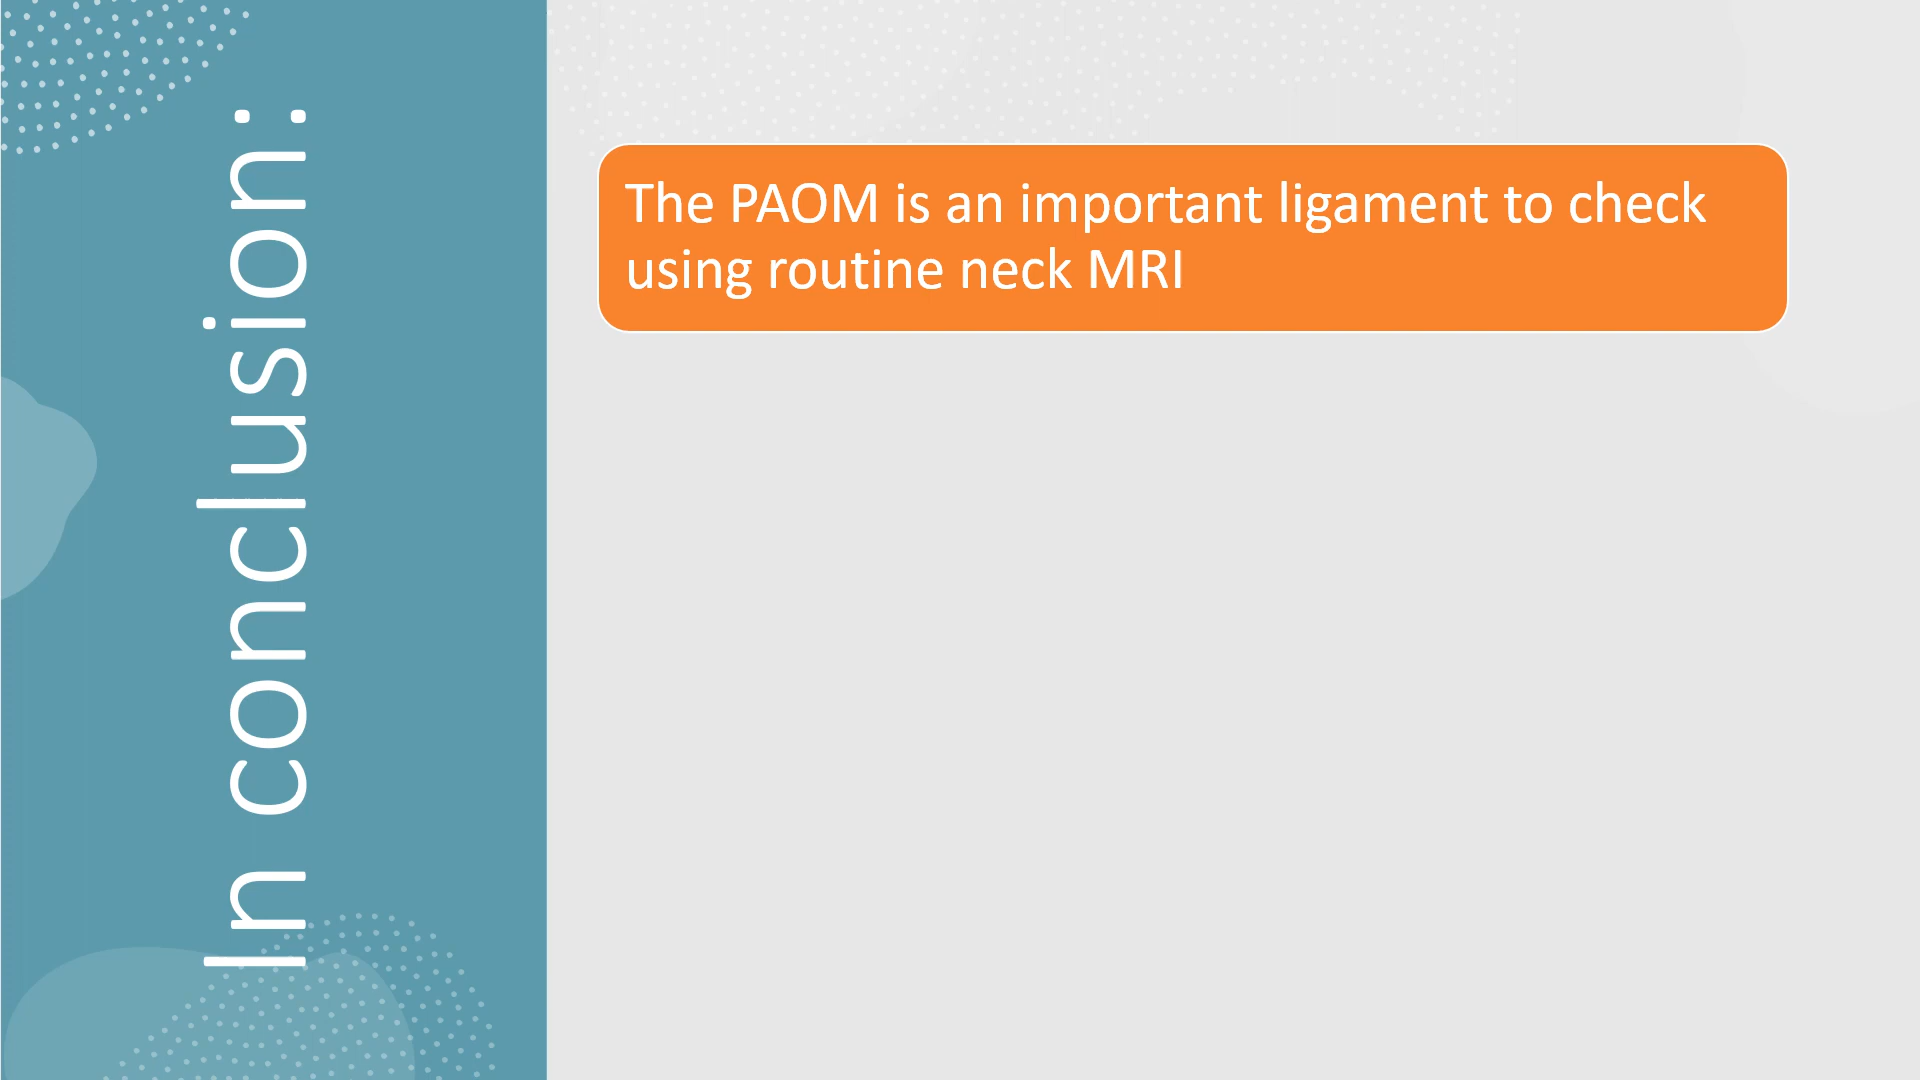 In conclusion:
The PAOM is an important ligament to check
using routine neck MRI